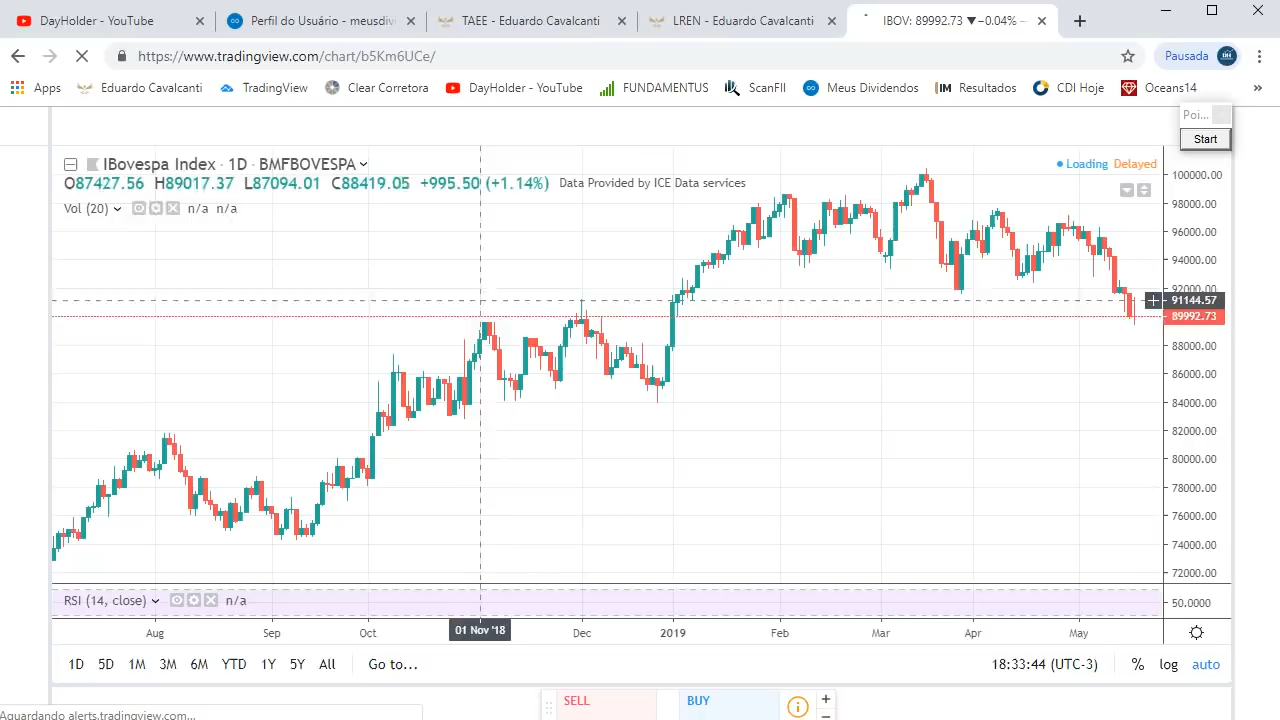 DayHolder - YouTube
Perfil do Usuário - meusdivi
TAEE - Eduardo Cavalcanti
LREN - Eduardo Cavalcanti
IBOV: 89992.73 ▼−0.04% −
https://www.tradingview.com/chart/b5Km6UCe/
Pausada
Apps
Eduardo Cavalcanti
TradingView
Clear Corretora
DayHolder - YouTube
FUNDAMENTUS
ScanFII
Meus Dividendos
IM Resultados
CDI Hoje
Oceans14
»
Poi...
Start
IBovespa Index · 1D · BMFBOVESPA
Loading Delayed
O87427.56 H89017.37 L87094.01 C88419.05 +995.50 (+1.14%) Data Provided by ICE Data services
Vol (20) n/a n/a
100000.00
98000.00
96000.00
94000.00
92000.00
91144.57
89992.73
88000.00
86000.00
84000.00
82000.00
80000.00
78000.00
76000.00
74000.00
72000.00
RSI (14, close) n/a
50.0000
Aug Sep Oct 01 Nov '18 Dec 2019 Feb Mar Apr May
1D 5D 1M 3M 6M YTD 1Y 5Y All Go to... 18:33:44 (UTC-3) % log auto
SELL BUY
Aguardando alerts.tradingview.com...